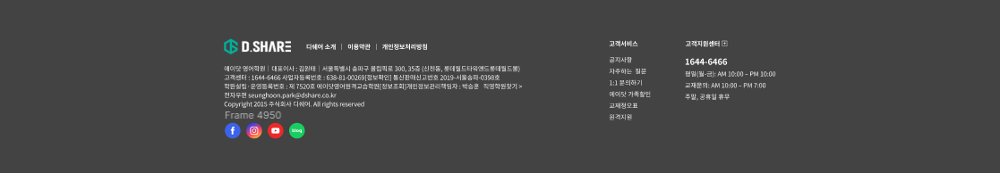 D.SHARE
디쉐어 소개 | 이용약관 | 개인정보처리방침
에이닷 영어학원 | 대표이사 : 김원태 | 서울특별시 송파구 올림픽로 300, 35층 (신천동, 롯데월드타워앤드롯데월드몰)
고객센터 : 1644-6466 사업자등록번호 : 638-81-00269[정보확인] 통신판매신고번호 2019-서울송파-0398호
학원설립·운영등록번호 : 제 7520호 에이닷영어원격교습학원[정보조회]개인정보관리책임자 : 박승훈 직영학원찾기 >
전자우편 seunghoon.park@dshare.co.kr
Copyright 2015 주식회사 디쉐어. All rights reserved
Frame 4950
blog
고객서비스
공지사항
자주하는 질문
1:1 문의하기
에이닷 가족할인
교재정오표
원격지원
고객지원센터
1644-6466
평일(월-금): AM 10:00 – PM 10:00
교재문의: AM 10:00 – PM 7:00
주말, 공휴일 휴무